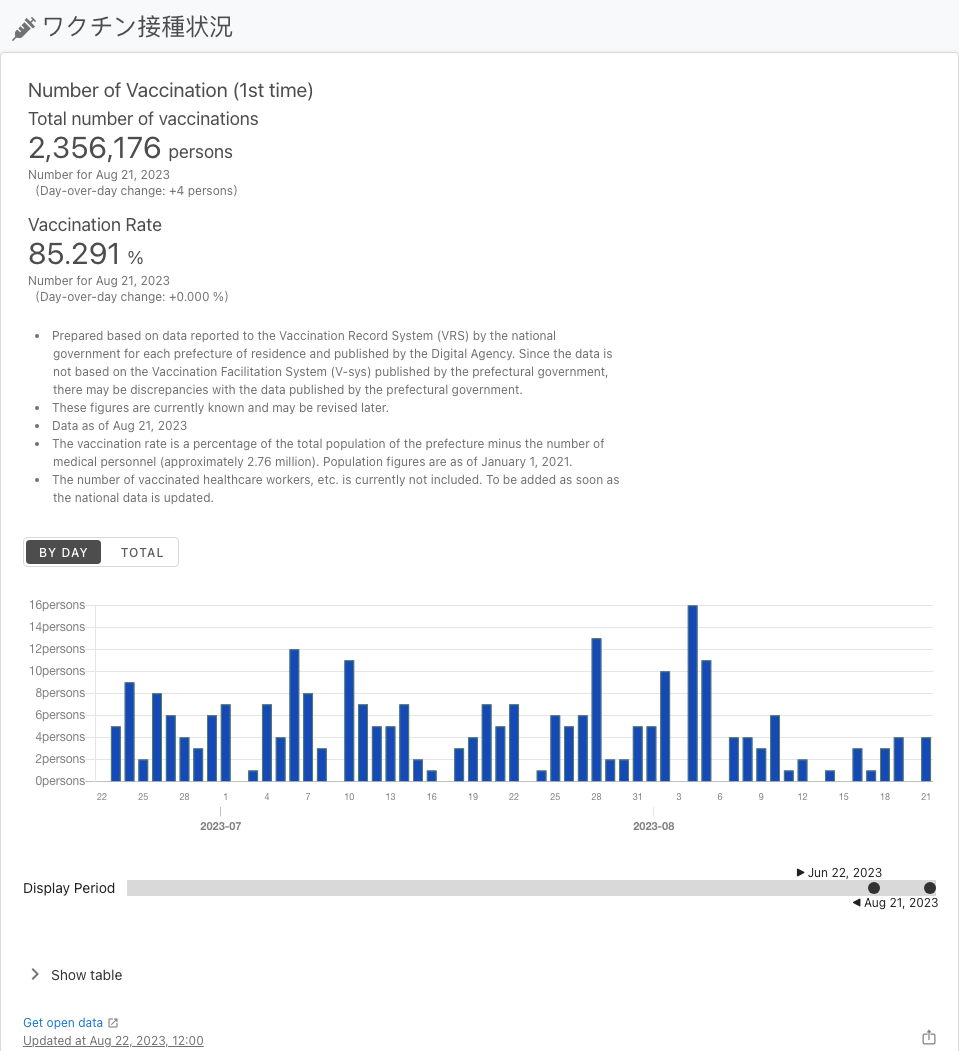 ワクチン接種状況
Number of Vaccination (1st time)
Total number of vaccinations
2,356,176 persons
Number for Aug 21, 2023
(Day-over-day change: +4 persons)
Vaccination Rate
85.291 %
Number for Aug 21, 2023
(Day-over-day change: +0.000 %)
• Prepared based on data reported to the Vaccination Record System (VRS) by the national
government for each prefecture of residence and published by the Digital Agency. Since the data is
not based on the Vaccination Facilitation System (V-sys) published by the prefectural government,
there may be discrepancies with the data published by the prefectural government.
• These figures are currently known and may be revised later.
• Data as of Aug 21, 2023
• The vaccination rate is a percentage of the total population of the prefecture minus the number of
medical personnel (approximately 2.76 million). Population figures are as of January 1, 2021.
• The number of vaccinated healthcare workers, etc. is currently not included. To be added as soon as
the national data is updated.
BY DAY TOTAL
16persons
14persons
12persons
10persons
8persons
6persons
4persons
2persons
0persons
22 25 28 1 4 7 10 13 16 19 22 25 28 31 3 6 9 12 15 18 21
2023-07 2023-08
Jun 22, 2023
Display Period
Aug 21, 2023
Show table
Get open data
Updated at Aug 22, 2023, 12:00